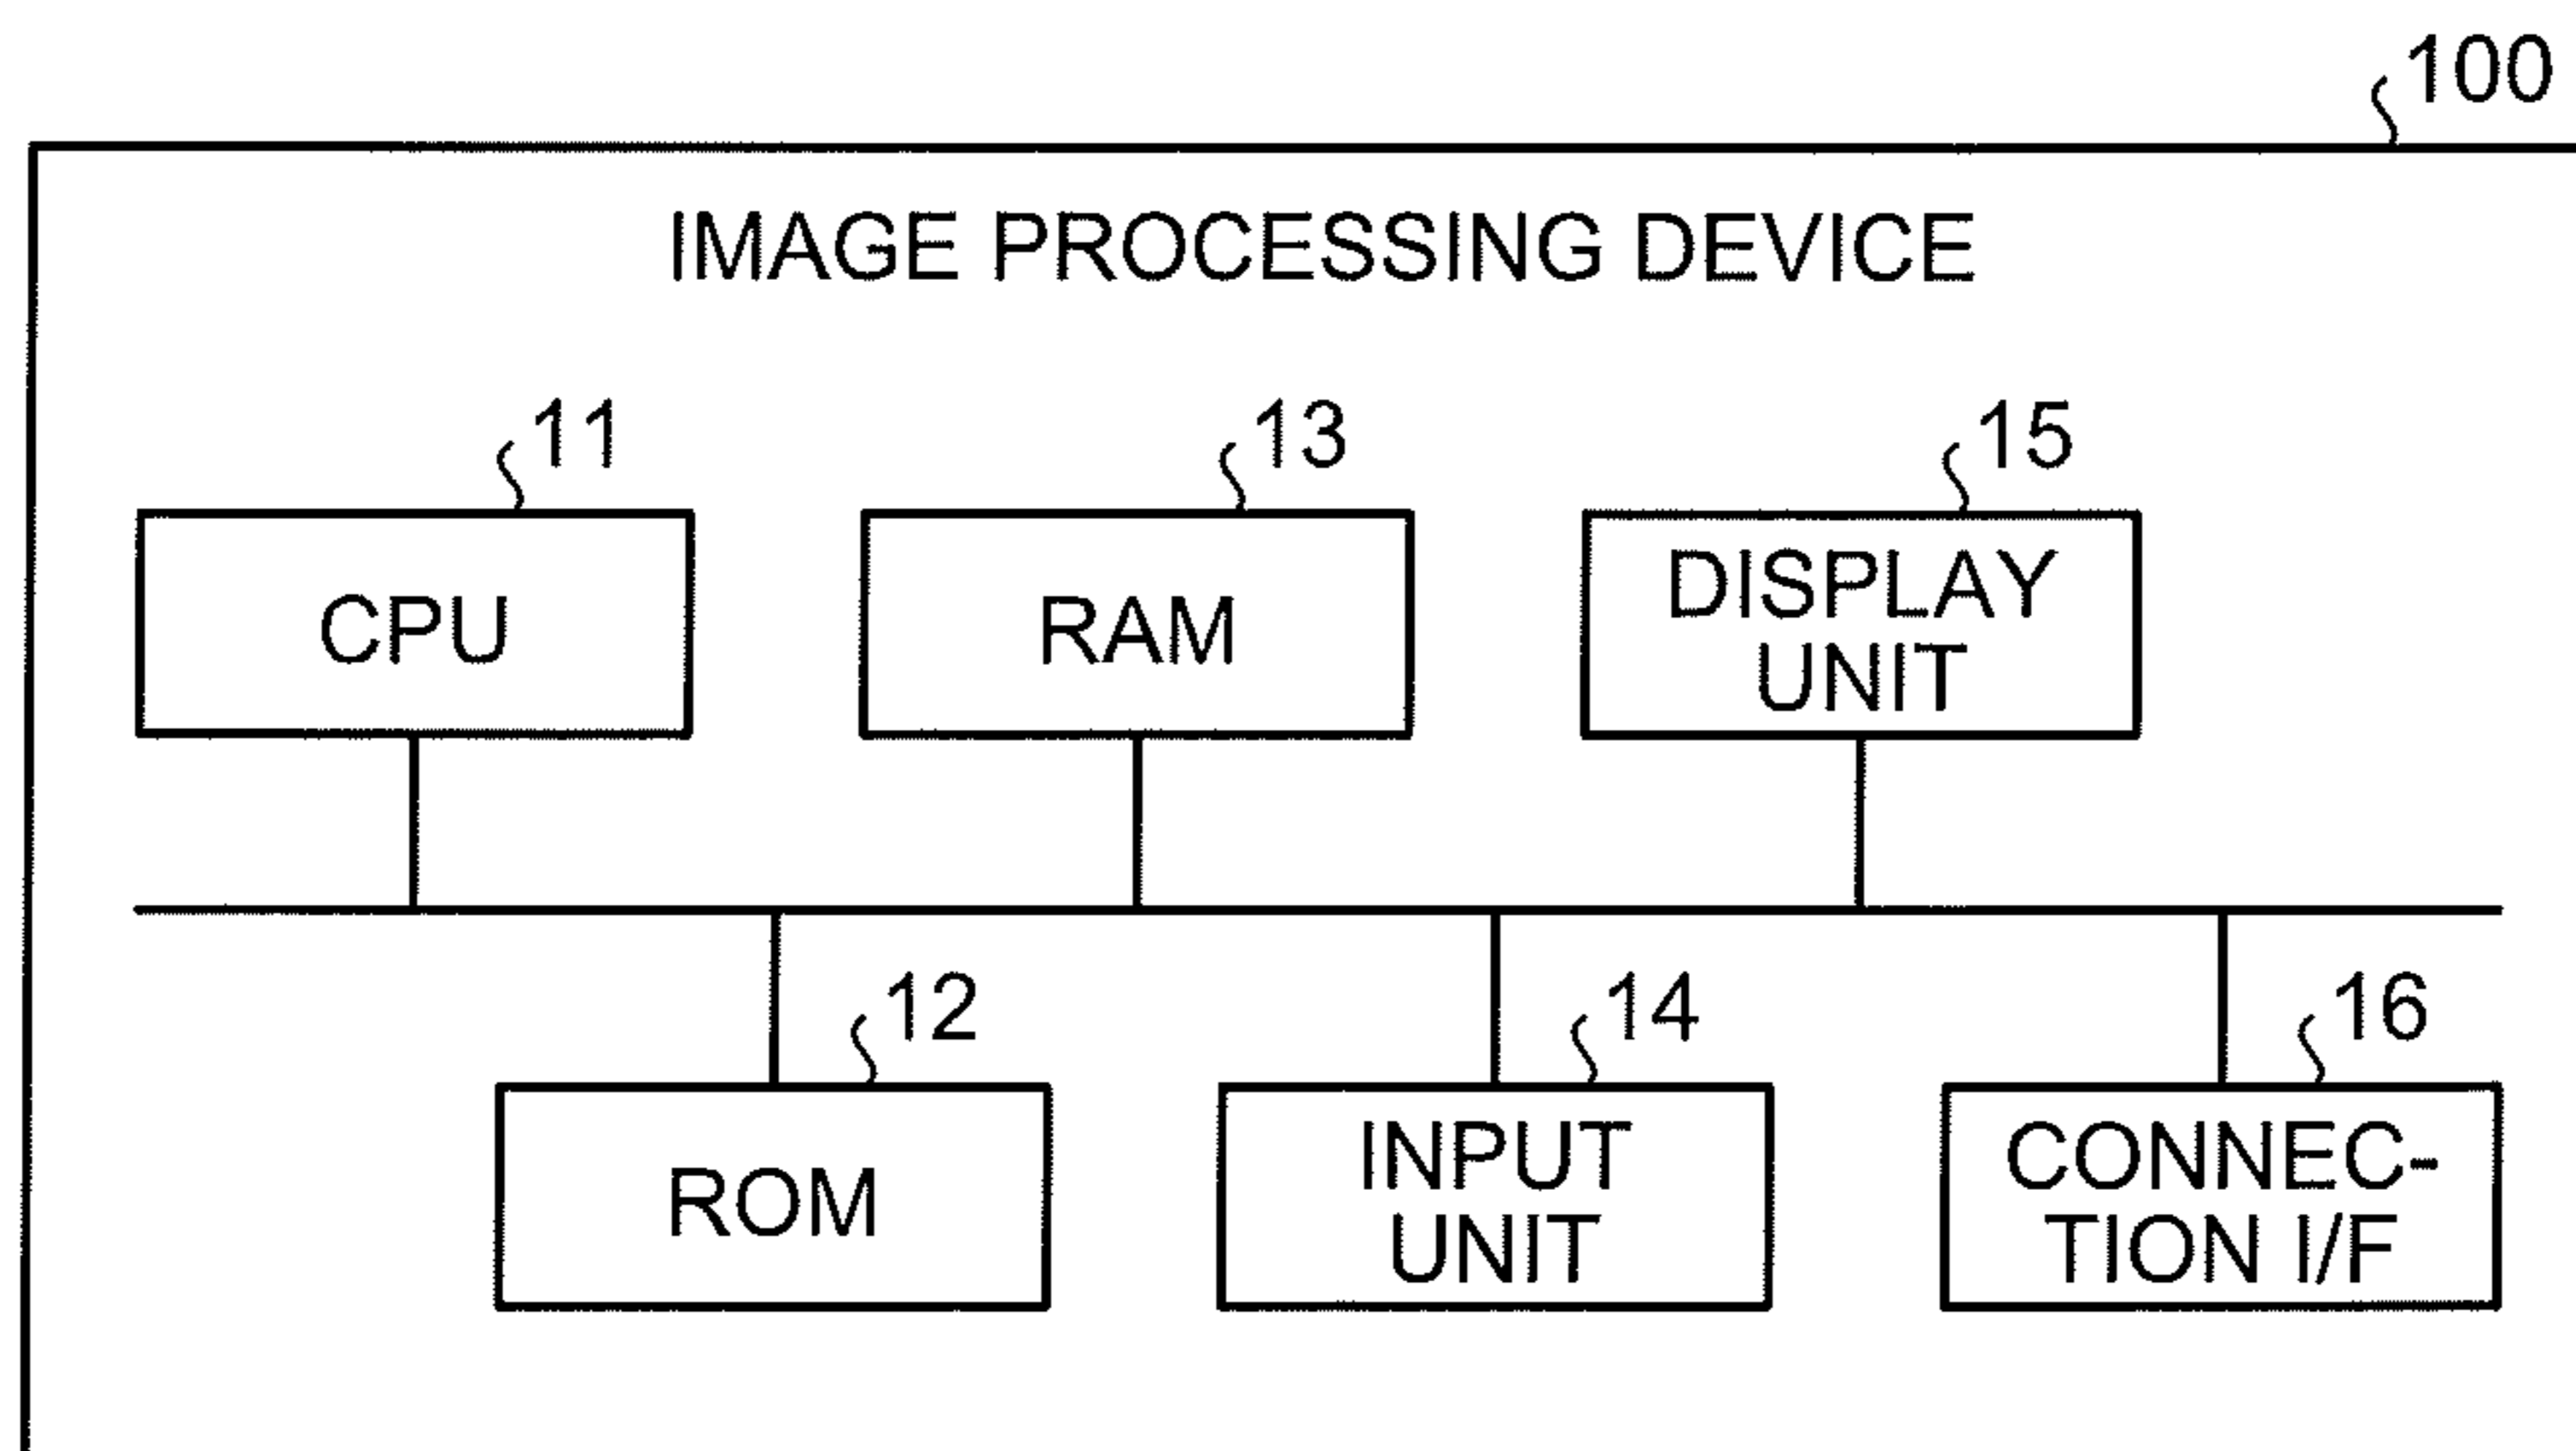 100
IMAGE PROCESSING DEVICE
11
13
15
CPU
RAM
DISPLAY
UNIT
12
14
16
ROM
INPUT
UNIT
CONNEC-
TION I/F